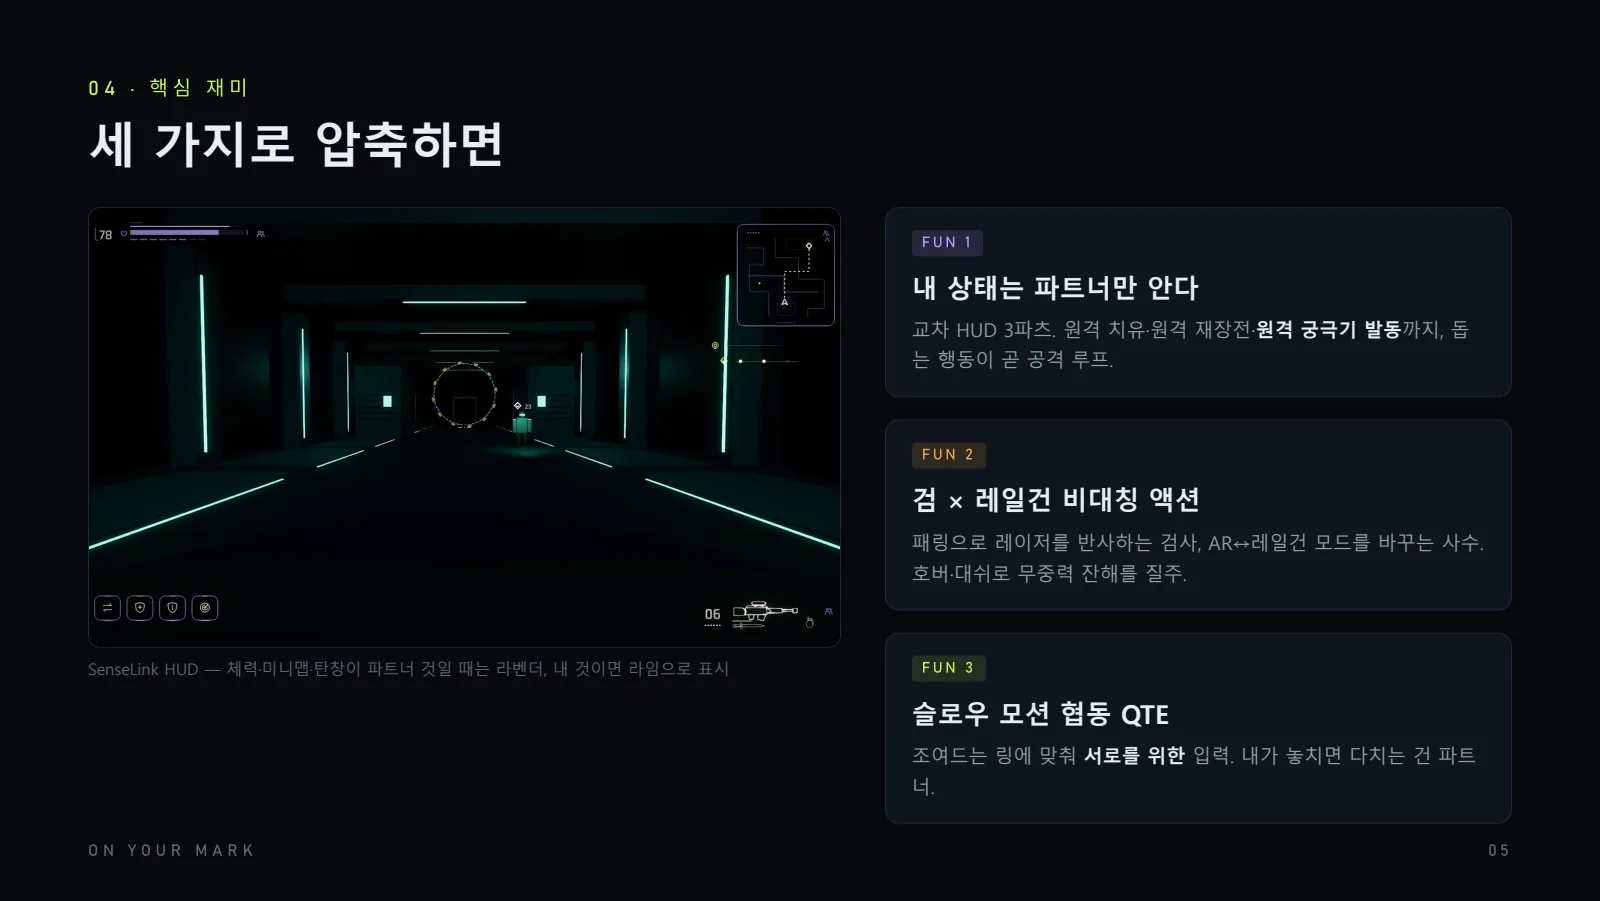 04 · 핵심 재미
세 가지로 압축하면
78
23
06
SenseLink HUD — 체력·미니맵·탄창이 파트너 것일 때는 라벤더, 내 것이면 라임으로 표시
FUN 1
내 상태는 파트너만 안다
교차 HUD 3파츠. 원격 치유·원격 재장전·원격 궁극기 발동까지, 돕
는 행동이 곧 공격 루프.
FUN 2
검 × 레일건 비대칭 액션
패링으로 레이저를 반사하는 검사, AR↔레일건 모드를 바꾸는 사수.
호버·대쉬로 무중력 잔해를 질주.
FUN 3
슬로우 모션 협동 QTE
조여드는 링에 맞춰 서로를 위한 입력. 내가 놓치면 다치는 건 파트
너.
ON YOUR MARK
05